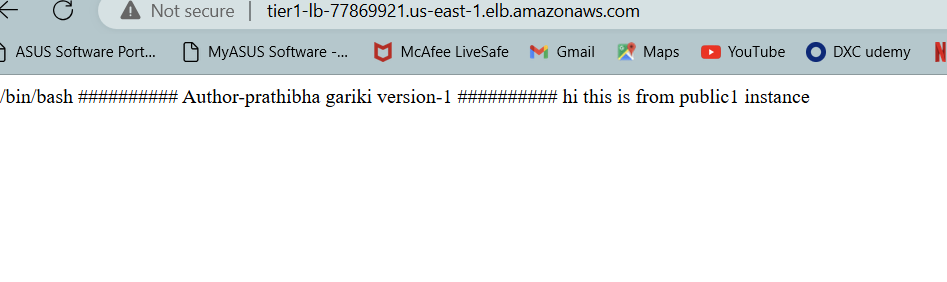 Not secure | tier1-lb-77869921.us-east-1.elb.amazonaws.com
ASUS Software Port... MyASUS Software -... McAfee LiveSafe Gmail Maps YouTube DXC udemy N
/bin/bash ########## Author-prathibha gariki version-1 ########## hi this is from public1 instance